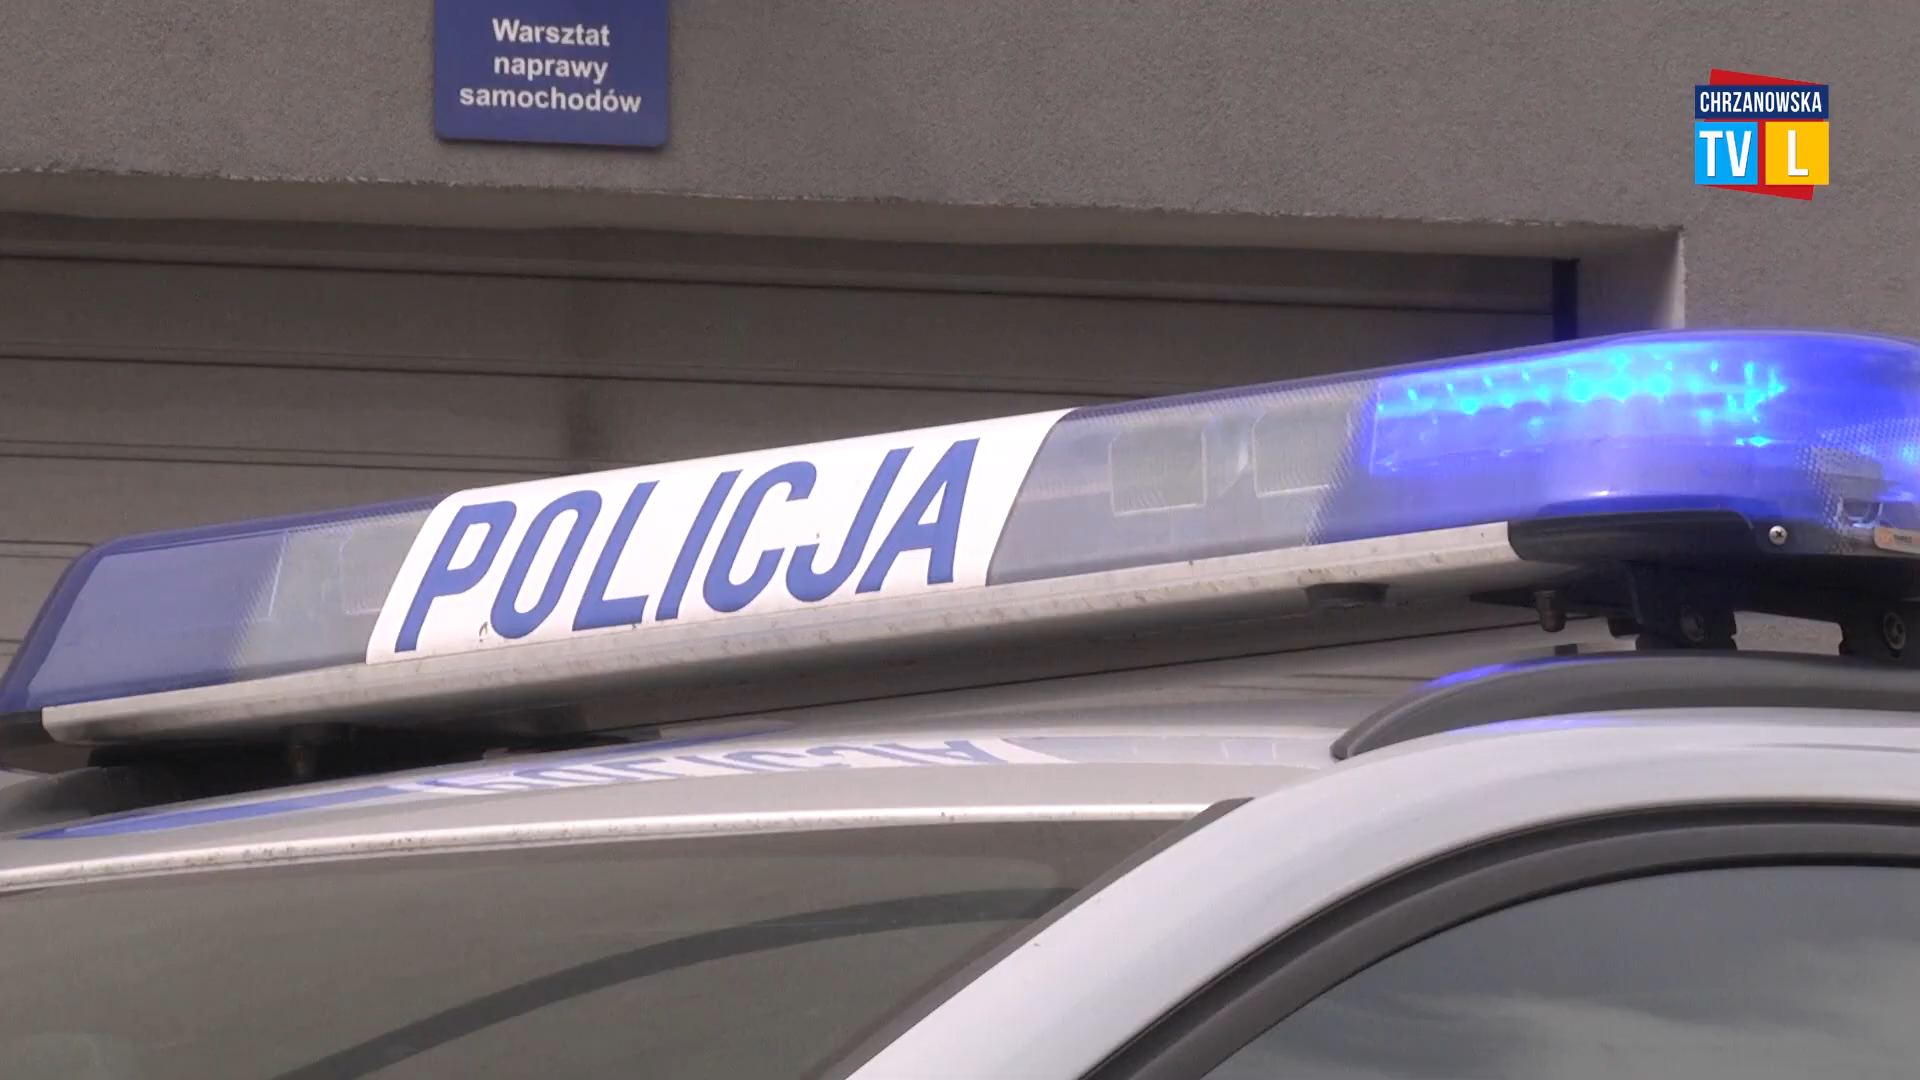 Warsztat
naprawy
samochodów
CHRZANOWSKA
TV L
POLICJA